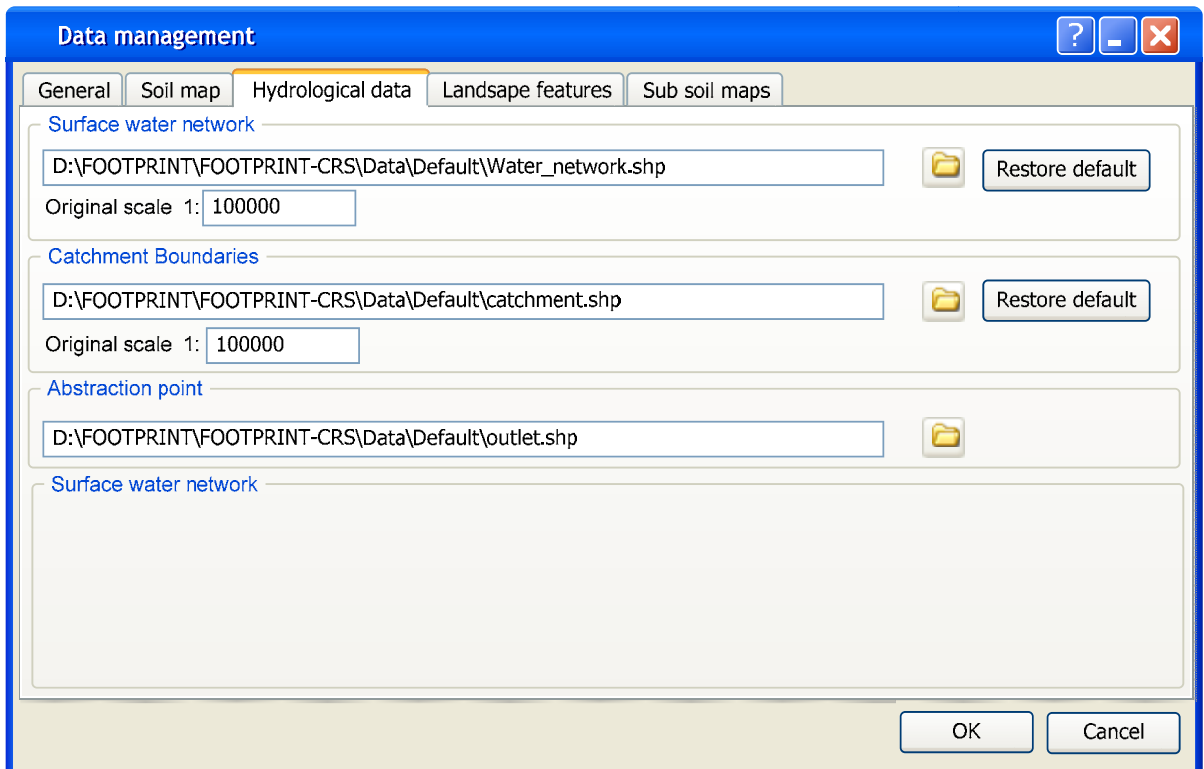 Data management
General Soil map Hydrological data Landsape features Sub soil maps
Surface water network
D:\FOOTPRINT\FOOTPRINT-CRS\Data\Default\Water_network.shp Restore default
Original scale 1: 100000
Catchment Boundaries
D:\FOOTPRINT\FOOTPRINT-CRS\Data\Default\catchment.shp Restore default
Original scale 1: 100000
Abstraction point
D:\FOOTPRINT\FOOTPRINT-CRS\Data\Default\outlet.shp
Surface water network
OK Cancel